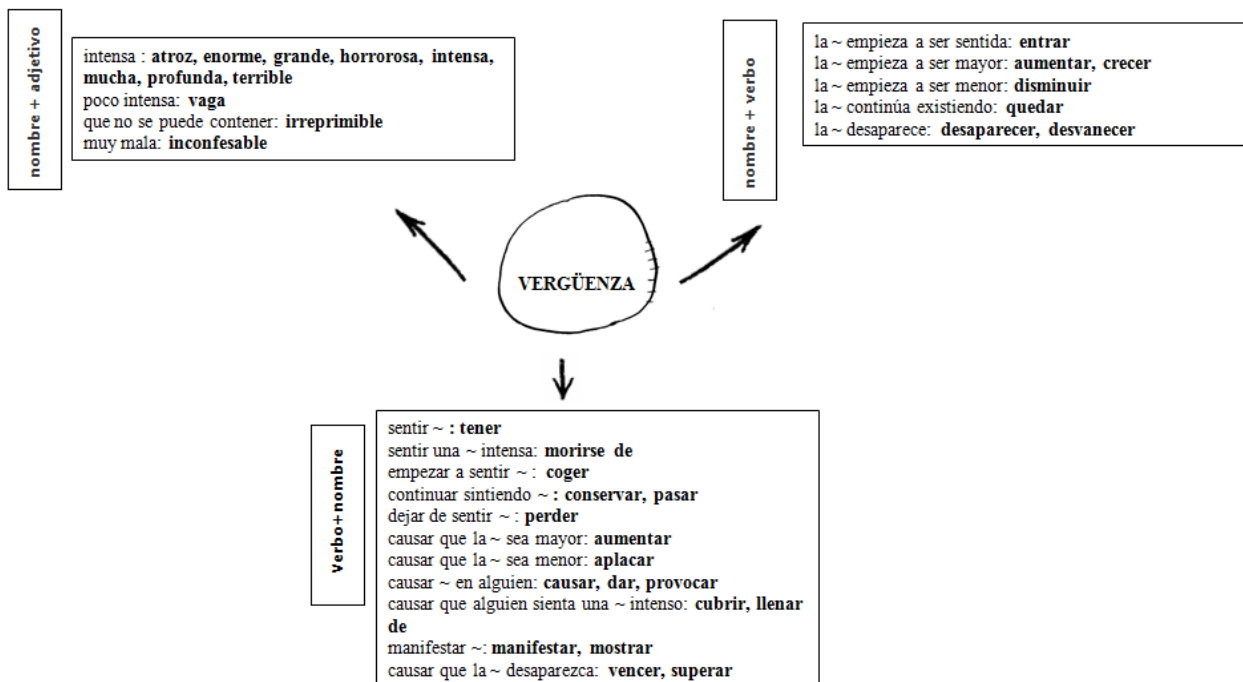 nombre + adjetivo
intensa : atroz, enorme, grande, horrorosa, intensa,
mucha, profunda, terrible
poco intensa: vaga
que no se puede contener: irreprimible
muy mala: inconfesable
nombre + verbo
la ~ empieza a ser sentida: entrar
la ~ empieza a ser mayor: aumentar, crecer
la ~ empieza a ser menor: disminuir
la ~ continúa existiendo: quedar
la ~ desaparece: desaparecer, desvanecer
VERGÜENZA
Verbo+nombre
sentir ~ : tener
sentir una ~ intensa: morirse de
empezar a sentir ~ : coger
continuar sintiendo ~ : conservar, pasar
dejar de sentir ~ : perder
causar que la ~ sea mayor: aumentar
causar que la ~ sea menor: aplacar
causar ~ en alguien: causar, dar, provocar
causar que alguien sienta una ~ intenso: cubrir, llenar
de
manifestar ~: manifestar, mostrar
causar que la ~ desaparezca: vencer, superar